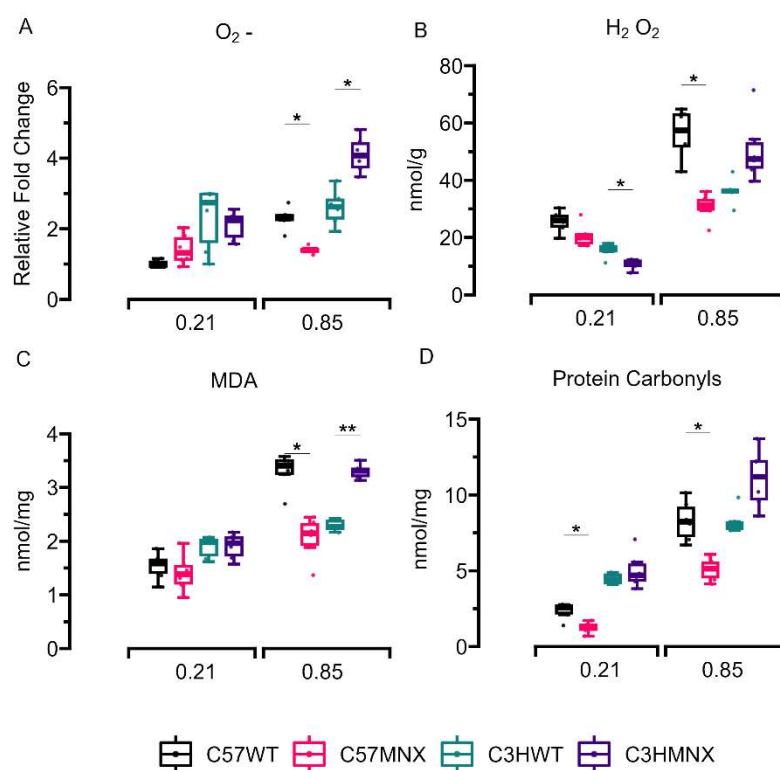 A
O2 -
Relative Fold Change
6
4
2
0
*
*
0.21
0.85
B
H2 O2
nmol/g
80
60
40
20
0
*
*
0.21
0.85
C
MDA
nmol/mg
4
3
2
1
0
*
**
0.21
0.85
D
Protein Carbonyls
nmol/mg
15
10
5
0
*
*
0.21
0.85
C57WT C57MNX C3HWT C3HMNX